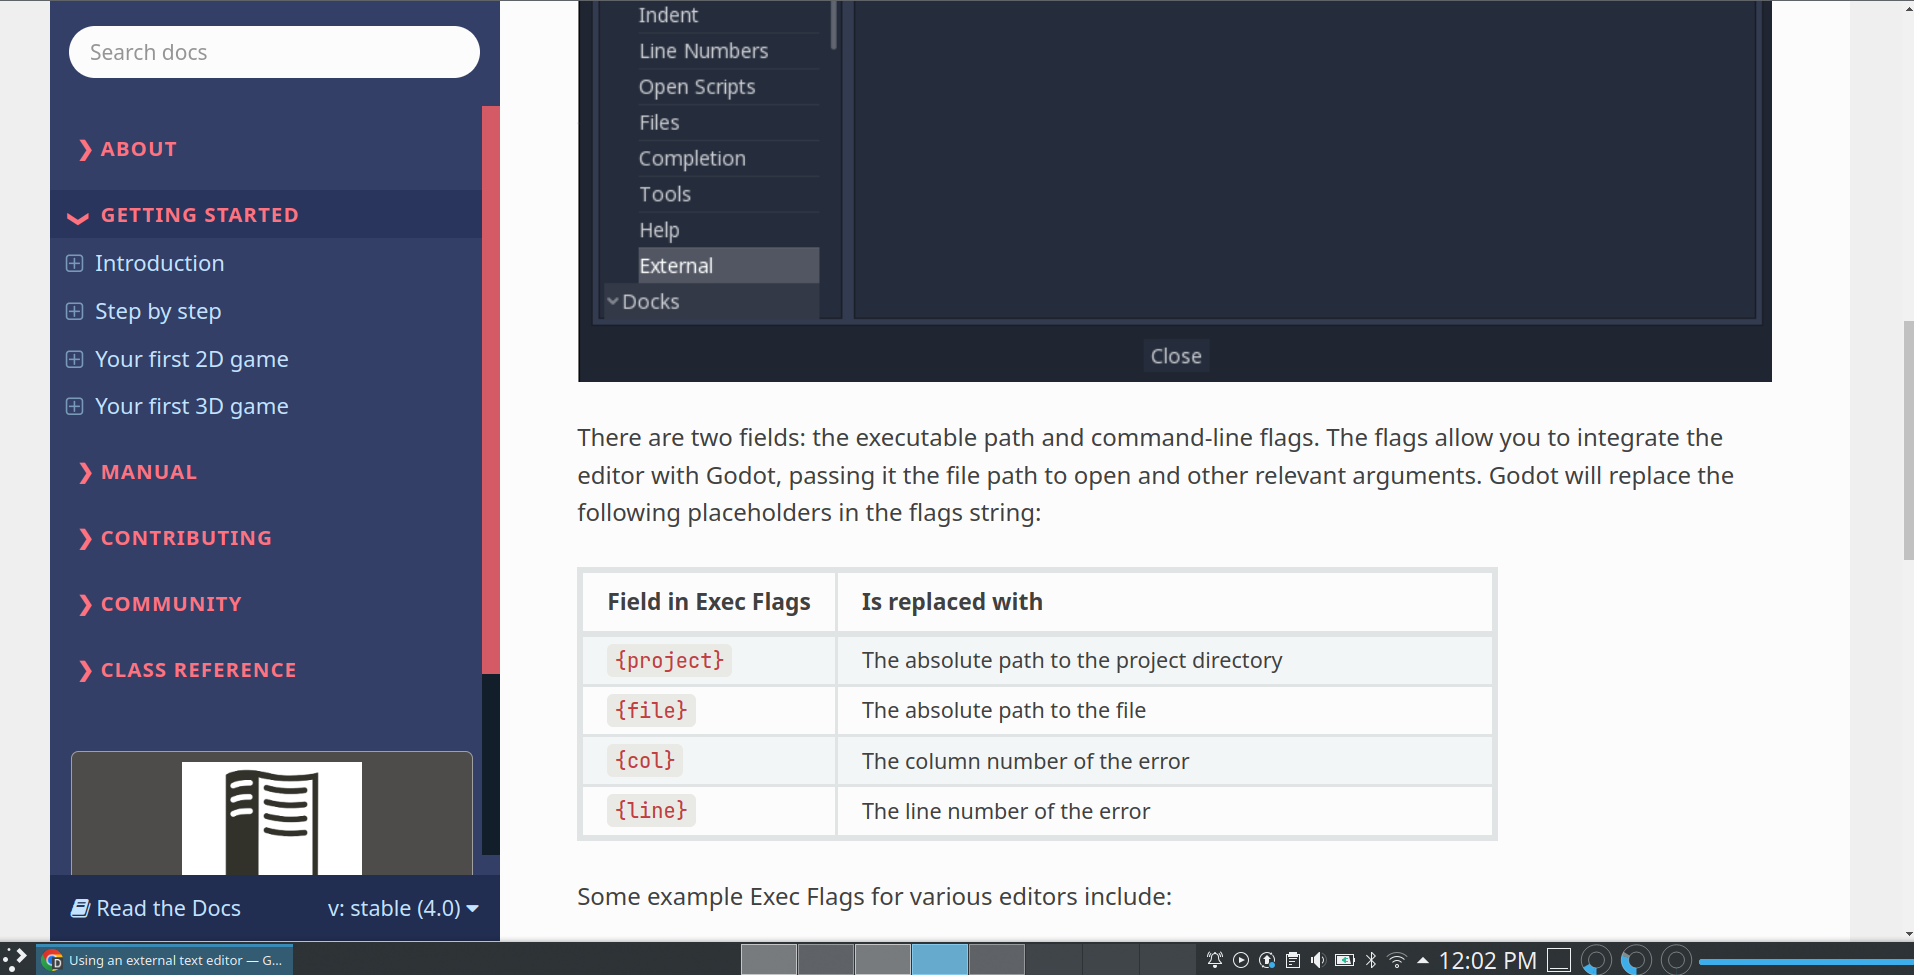 Search docs
ABOUT
GETTING STARTED
Introduction
Step by step
Your first 2D game
Your first 3D game
MANUAL
CONTRIBUTING
COMMUNITY
CLASS REFERENCE
Read the Docs
v: stable (4.0)
Indent
Line Numbers
Open Scripts
Files
Completion
Tools
Help
External
Docks
Close
There are two fields: the executable path and command-line flags. The flags allow you to integrate the
editor with Godot, passing it the file path to open and other relevant arguments. Godot will replace the
following placeholders in the flags string:
Field in Exec Flags Is replaced with
{project} The absolute path to the project directory
{file} The absolute path to the file
{col} The column number of the error
{line} The line number of the error
Some example Exec Flags for various editors include:
Using an external text editor — G...
12:02 PM